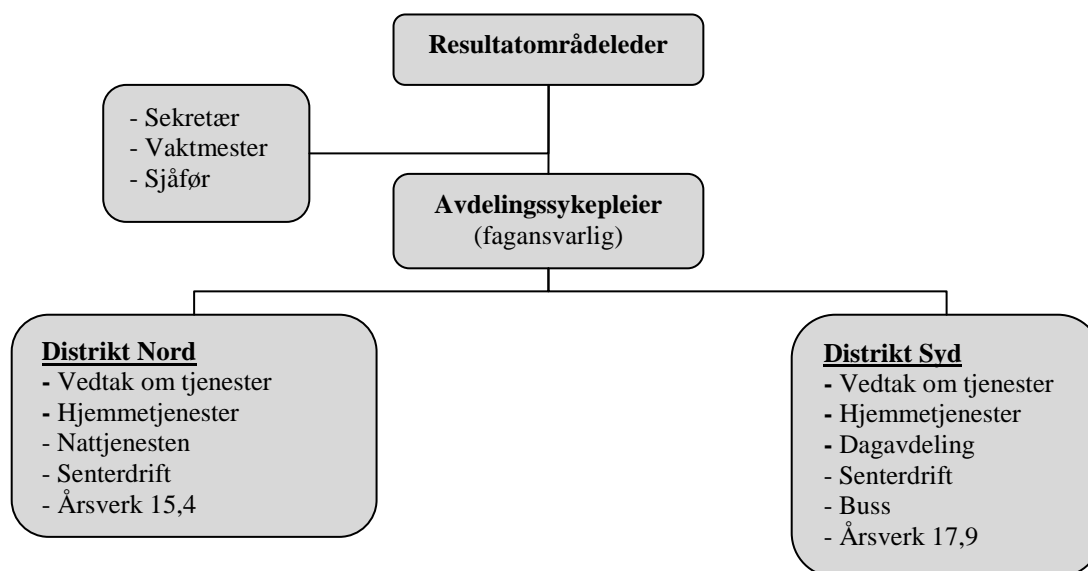 Resultatområdeleder
- Sekretær
- Vaktmester
- Sjåfør
Avdelingssykepleier
(fagansvarlig)
Distrikt Nord
- Vedtak om tjenester
- Hjemmetjenester
- Nattjenesten
- Senterdrift
- Årsverk 15,4
Distrikt Syd
- Vedtak om tjenester
- Hjemmetjenester
- Dagavdeling
- Senterdrift
- Buss
- Årsverk 17,9